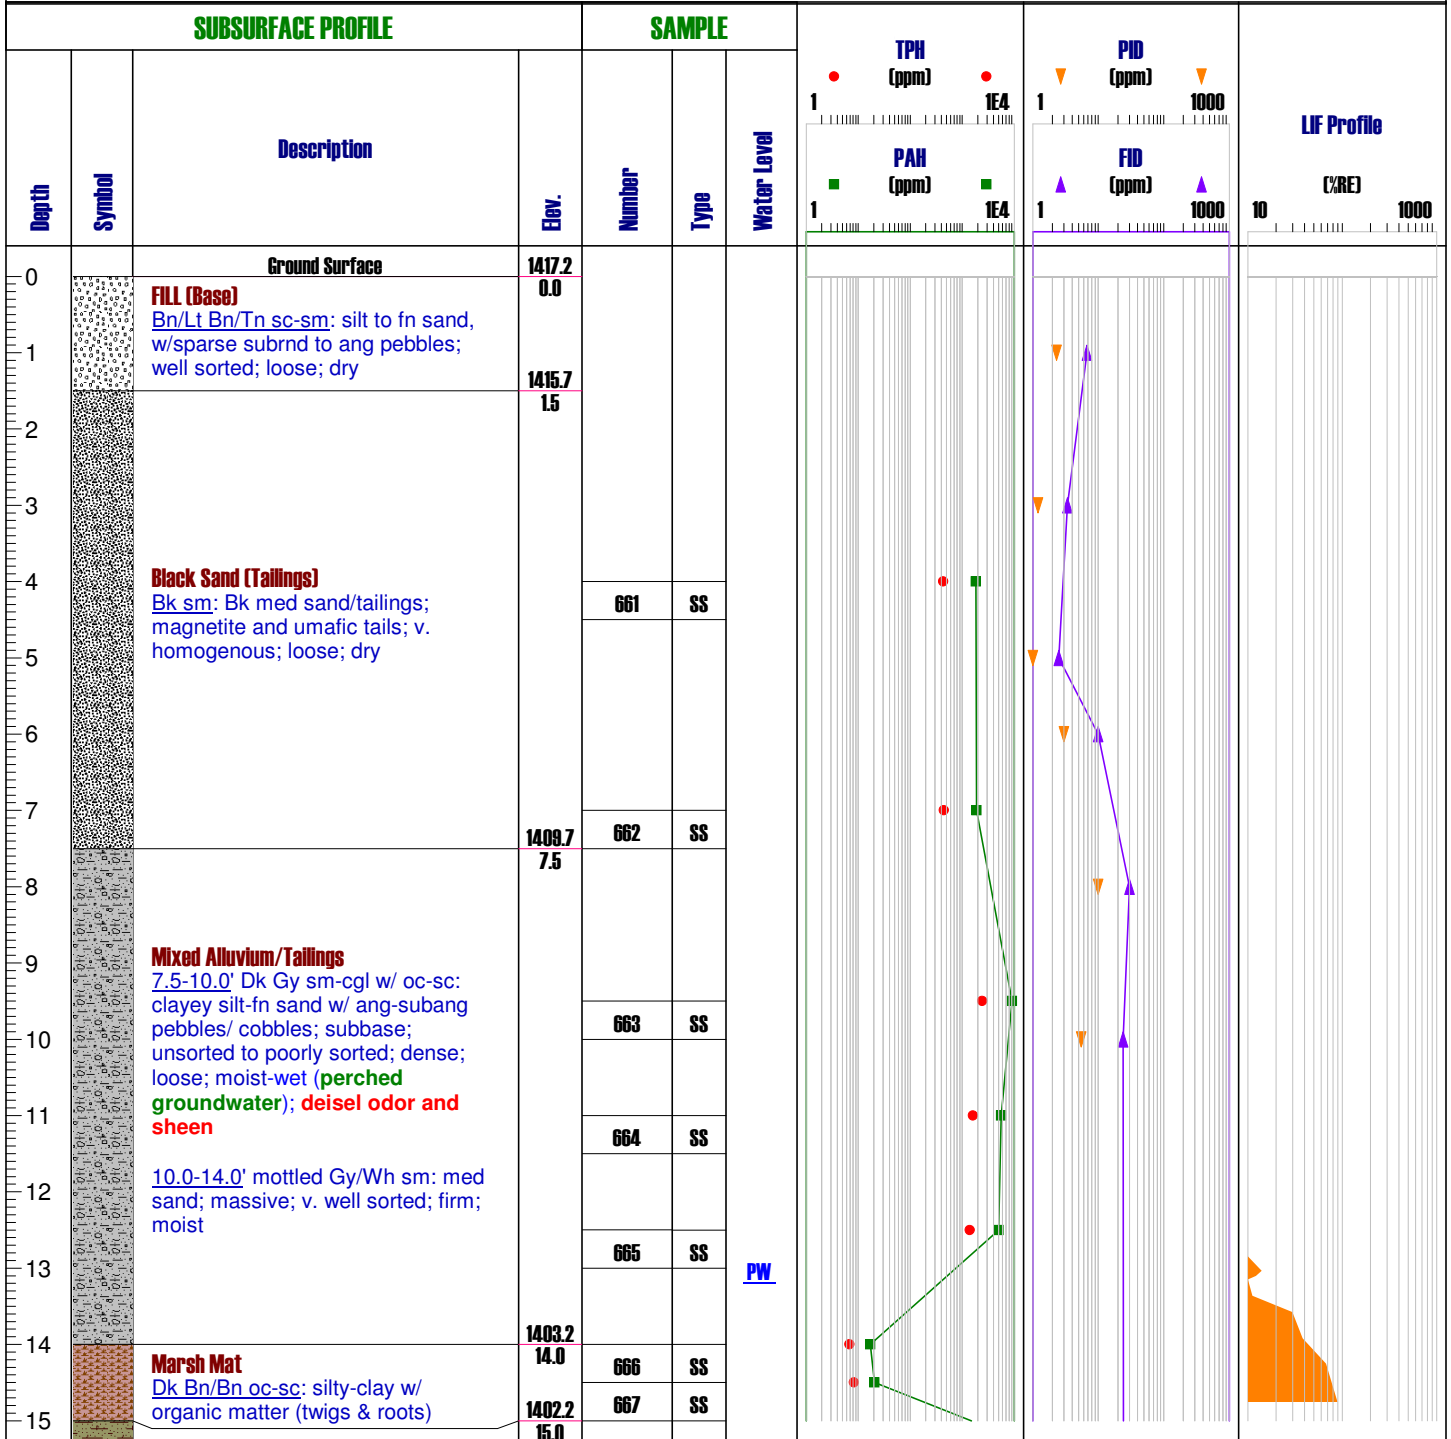 SUBSURFACE PROFILE
SAMPLE
Depth
Symbol
Description
Elev.
Number
Type
Water Level
TPH
(ppm)
1 1E4
PAH
(ppm)
1 1E4
PID
(ppm)
1 1000
FID
(ppm)
1 1000
LIF Profile
(%RE)
10 1000
Ground Surface
1417.2
0.0
0
FILL (Base)
Bn/Lt Bn/Tn sc-sm: silt to fn sand,
w/sparse subrnd to ang pebbles;
well sorted; loose; dry
1
1415.7
1.5
2
3
Black Sand (Tailings)
Bk sm: Bk med sand/tailings;
magnetite and umafic tails; v.
homogenous; loose; dry
4
661 SS
5
6
7
662 SS
1409.7
7.5
8
Mixed Alluvium/Tailings
7.5-10.0' Dk Gy sm-cgl w/ oc-sc:
clayey silt-fn sand w/ ang-subang
pebbles/ cobbles; subbase;
unsorted to poorly sorted; dense;
loose; moist-wet (perched
groundwater); deisel odor and
sheen
9
663 SS
10
11
664 SS
10.0-14.0' mottled Gy/Wh sm: med
sand; massive; v. well sorted; firm;
moist
12
665 SS
13
PW
1403.2
14.0
14
Marsh Mat
Dk Bn/Bn oc-sc: silty-clay w/
organic matter (twigs & roots)
666 SS
667 SS
1402.2
15.0
15